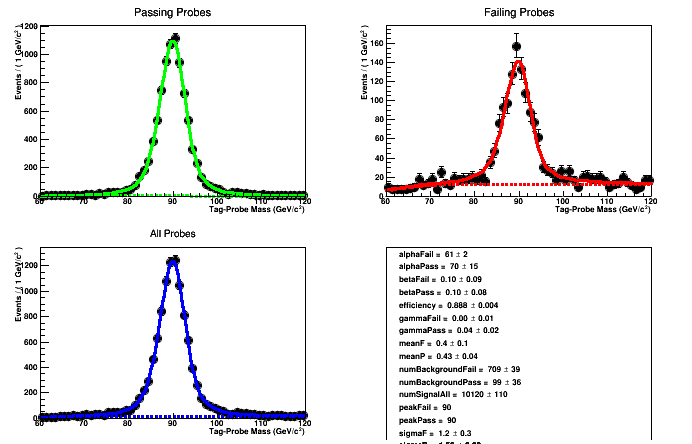 Passing Probes
Events / ( 1 GeV/c² )
1200
1000
800
600
400
200
0
60 70 80 90 100 110 120
Tag-Probe Mass (GeV/c²)
Failing Probes
Events / ( 1 GeV/c² )
160
140
120
100
80
60
40
20
0
60 70 80 90 100 110 120
Tag-Probe Mass (GeV/c²)
All Probes
Events / ( 1 GeV/c² )
1200
1000
800
600
400
200
0
60 70 80 90 100 110 120
Tag-Probe Mass (GeV/c²)
alphaFail = 61 ± 2
alphaPass = 70 ± 15
betaFail = 0.10 ± 0.09
betaPass = 0.10 ± 0.08
efficiency = 0.888 ± 0.004
gammaFail = 0.00 ± 0.01
gammaPass = 0.04 ± 0.02
meanF = 0.4 ± 0.1
meanP = 0.43 ± 0.04
numBackgroundFail = 709 ± 39
numBackgroundPass = 99 ± 36
numSignalAll = 10120 ± 110
peakFail = 90
peakPass = 90
sigmaF = 1.2 ± 0.3